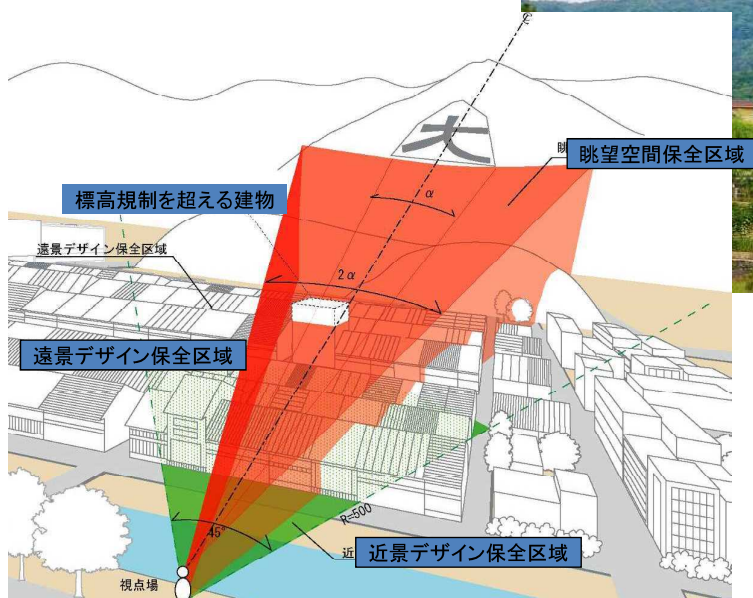 大
眺望空間保全区域
α
標高規制を超える建物
遠景デザイン保全区域
2α
遠景デザイン保全区域
R=500
45°
近景デザイン保全区域
視点場